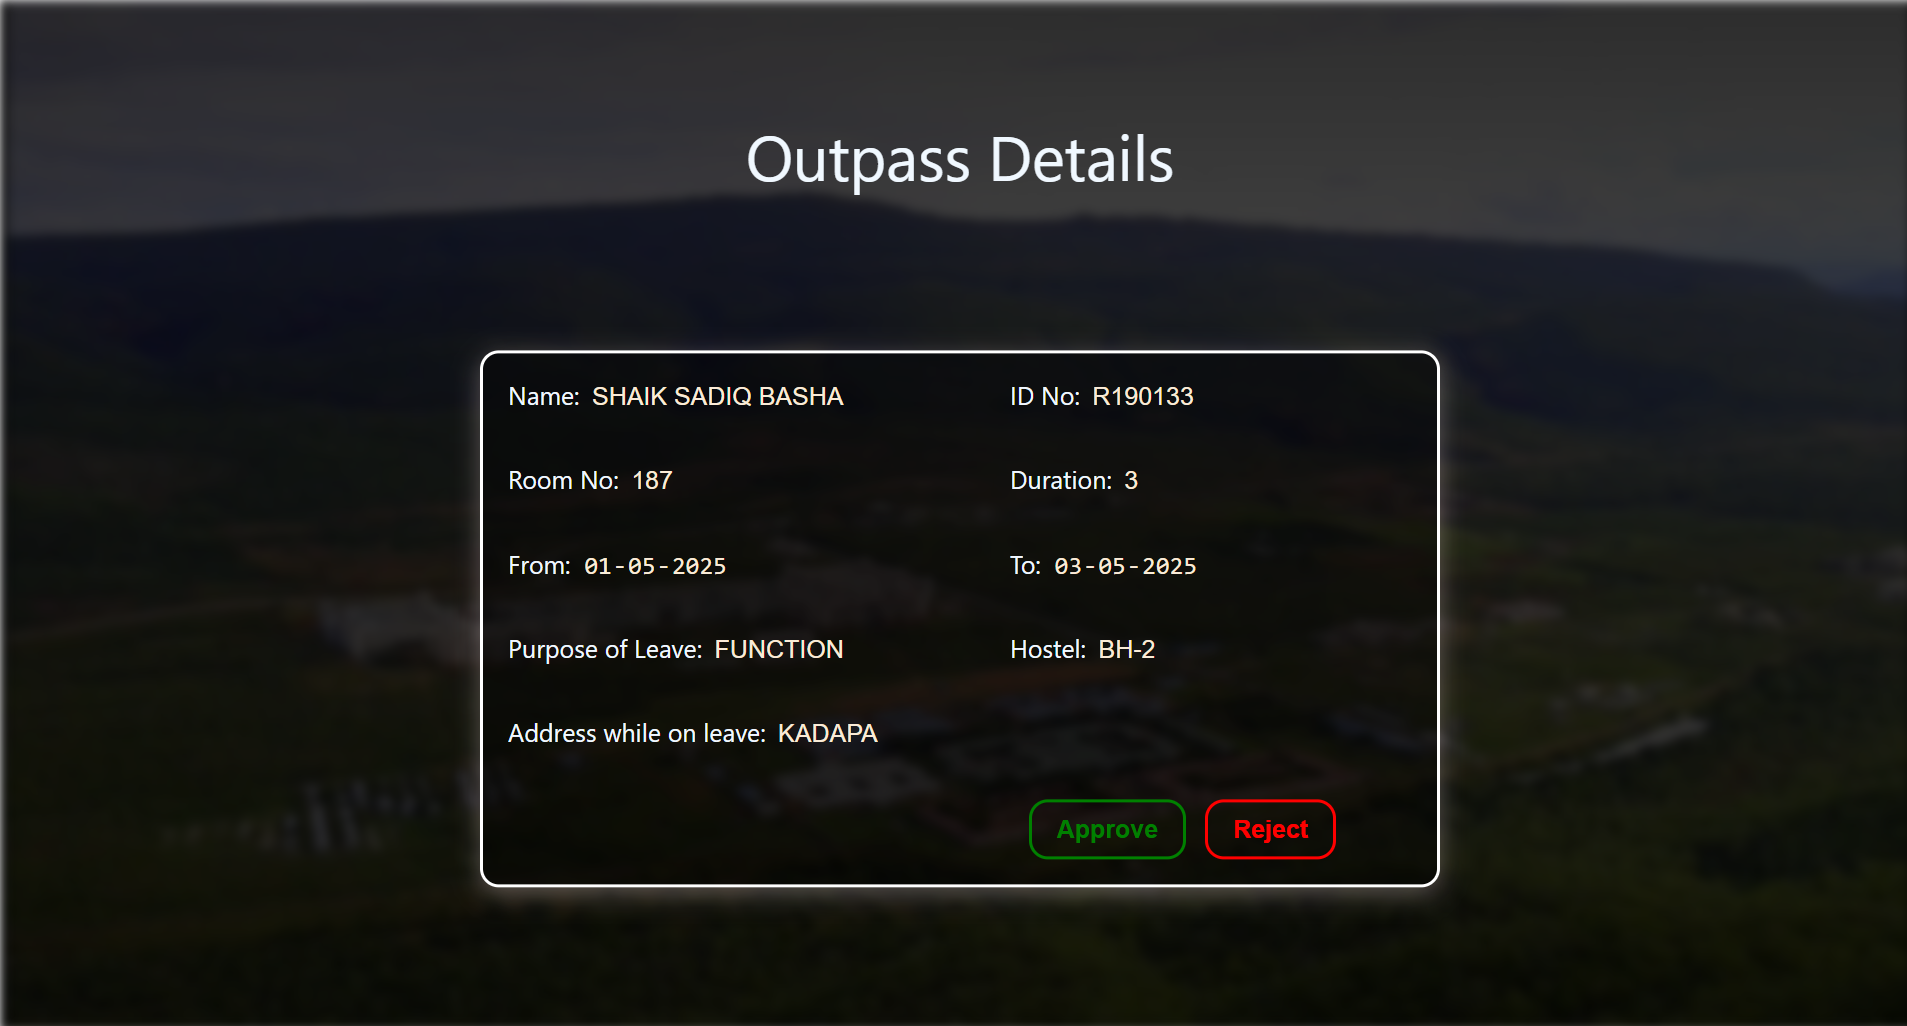 Outpass Details
Name: SHAIK SADIQ BASHA ID No: R190133
Room No: 187 Duration: 3
From: 01-05-2025 To: 03-05-2025
Purpose of Leave: FUNCTION Hostel: BH-2
Address while on leave: KADAPA
Approve Reject